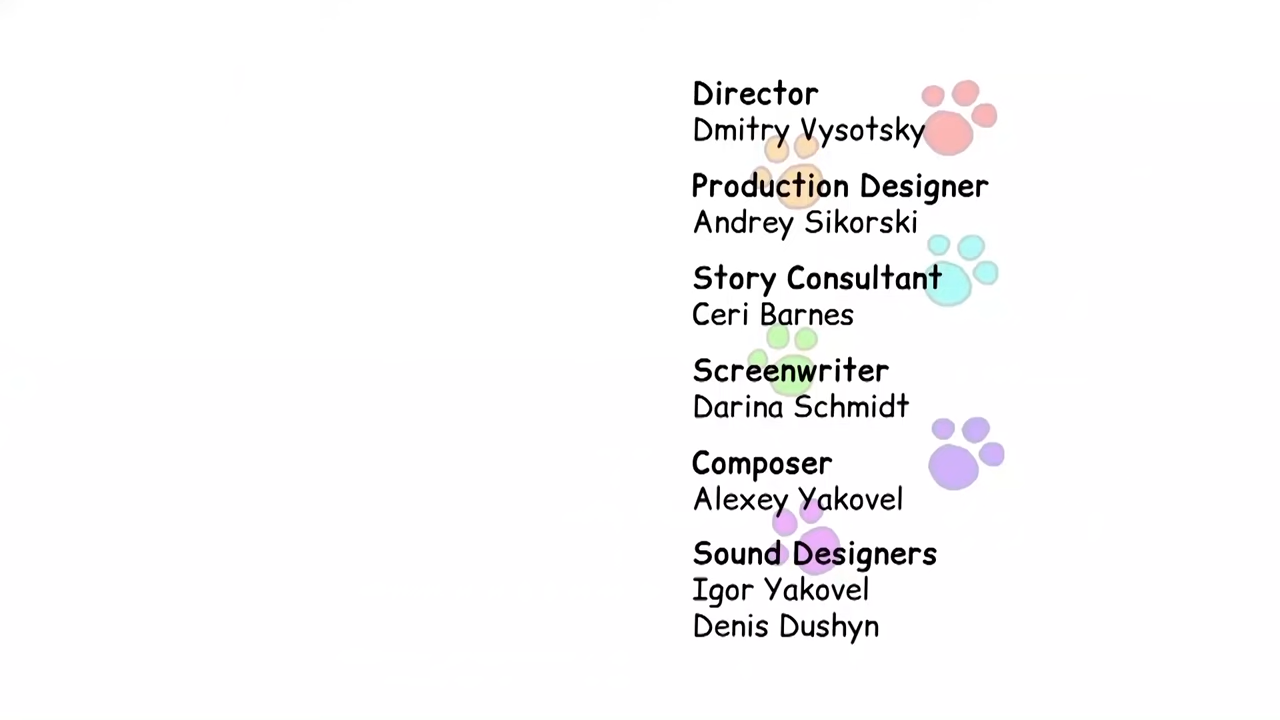 Director
Dmitry Vysotsky
Production Designer
Andrey Sikorski
Story Consultant
Ceri Barnes
Screenwriter
Darina Schmidt
Composer
Alexey Yakovel
Sound Designers
Igor Yakovel
Denis Dushyn